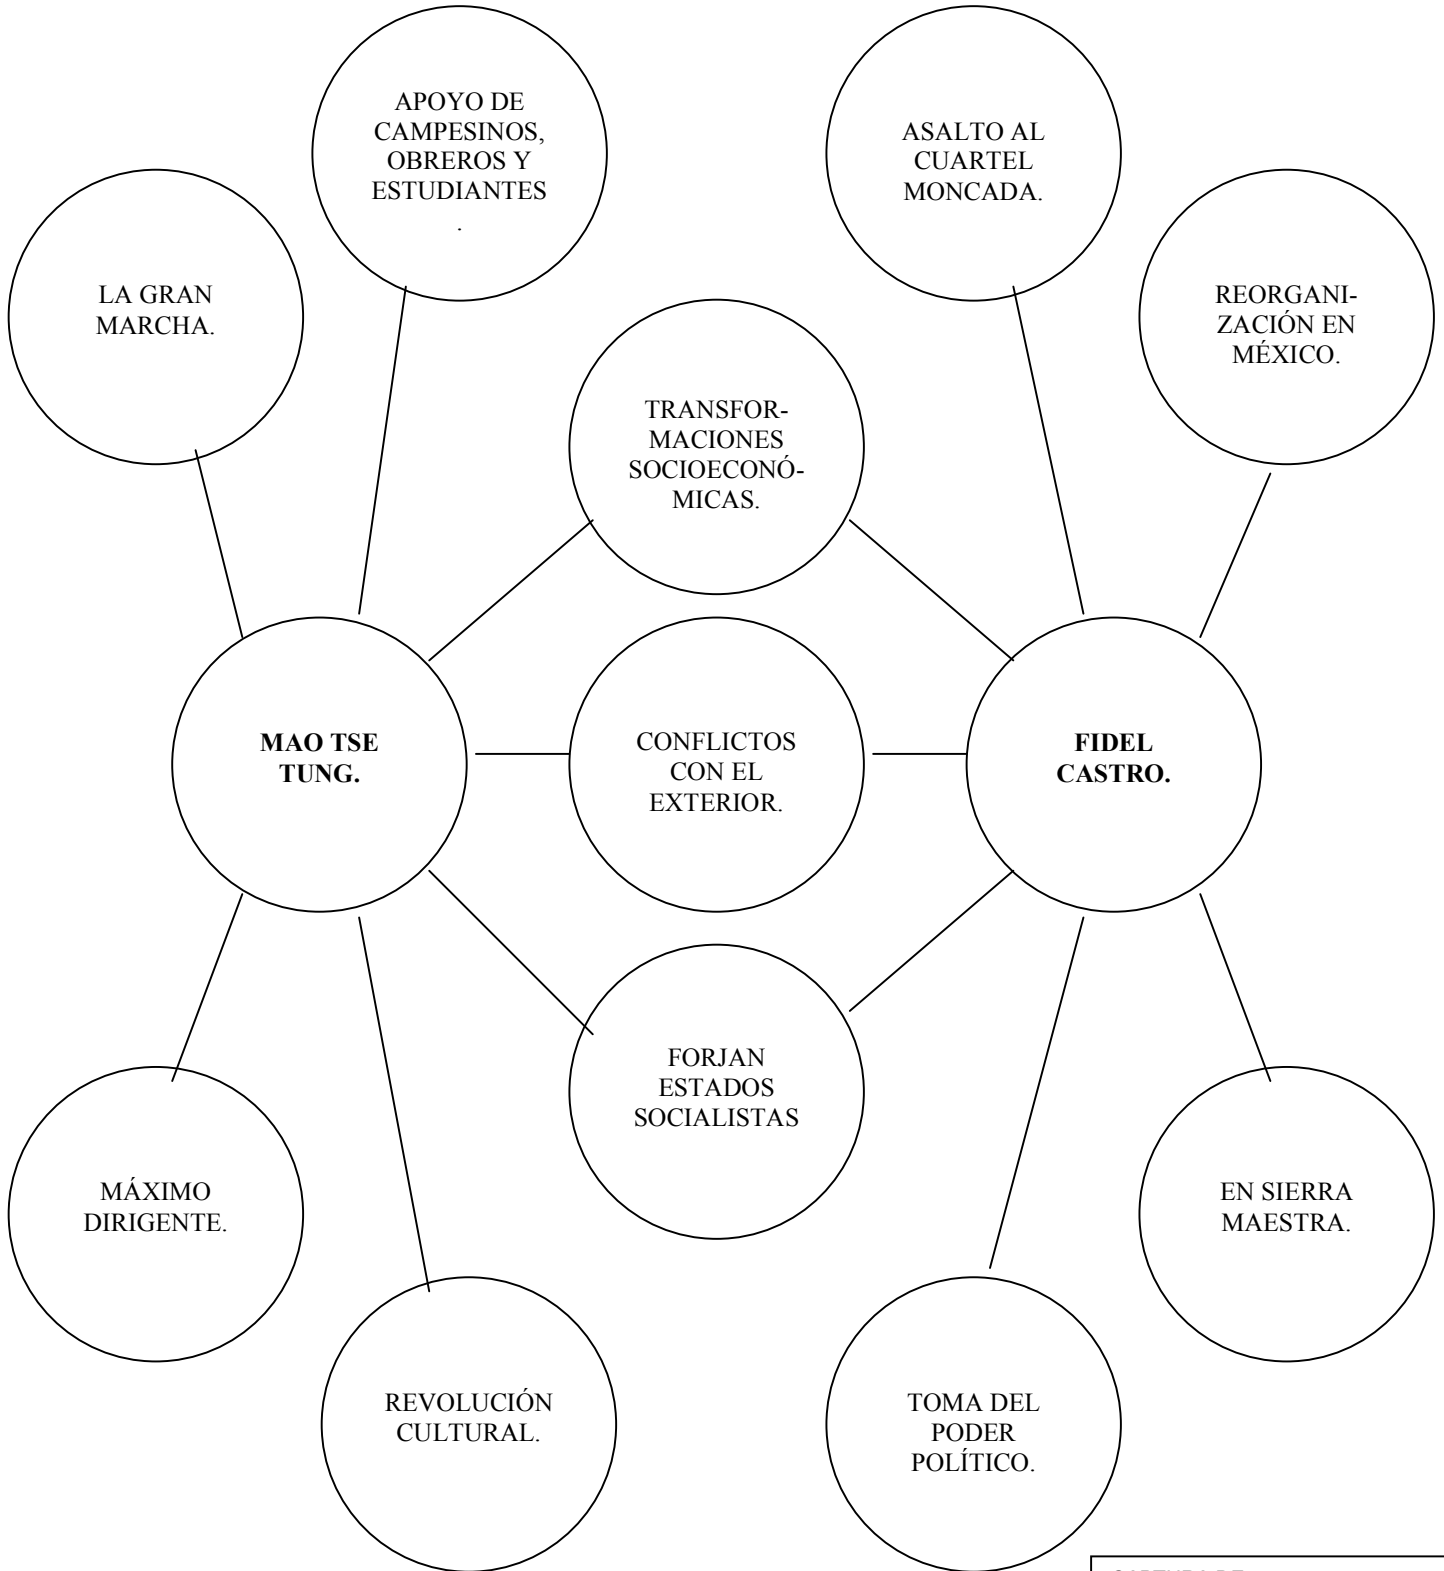 APOYO DE
CAMPESINOS,
OBREROS Y
ESTUDIANTES
.
ASALTO AL
CUARTEL
MONCADA.
LA GRAN
MARCHA.
REORGANI-
ZACIÓN EN
MÉXICO.
TRANSFOR-
MACIONES
SOCIOECONÓ-
MICAS.
MAO TSE
TUNG.
CONFLICTOS
CON EL
EXTERIOR.
FIDEL
CASTRO.
FORJAN
ESTADOS
SOCIALISTAS
MÁXIMO
DIRIGENTE.
EN SIERRA
MAESTRA.
REVOLUCIÓN
CULTURAL.
TOMA DEL
PODER
POLÍTICO.